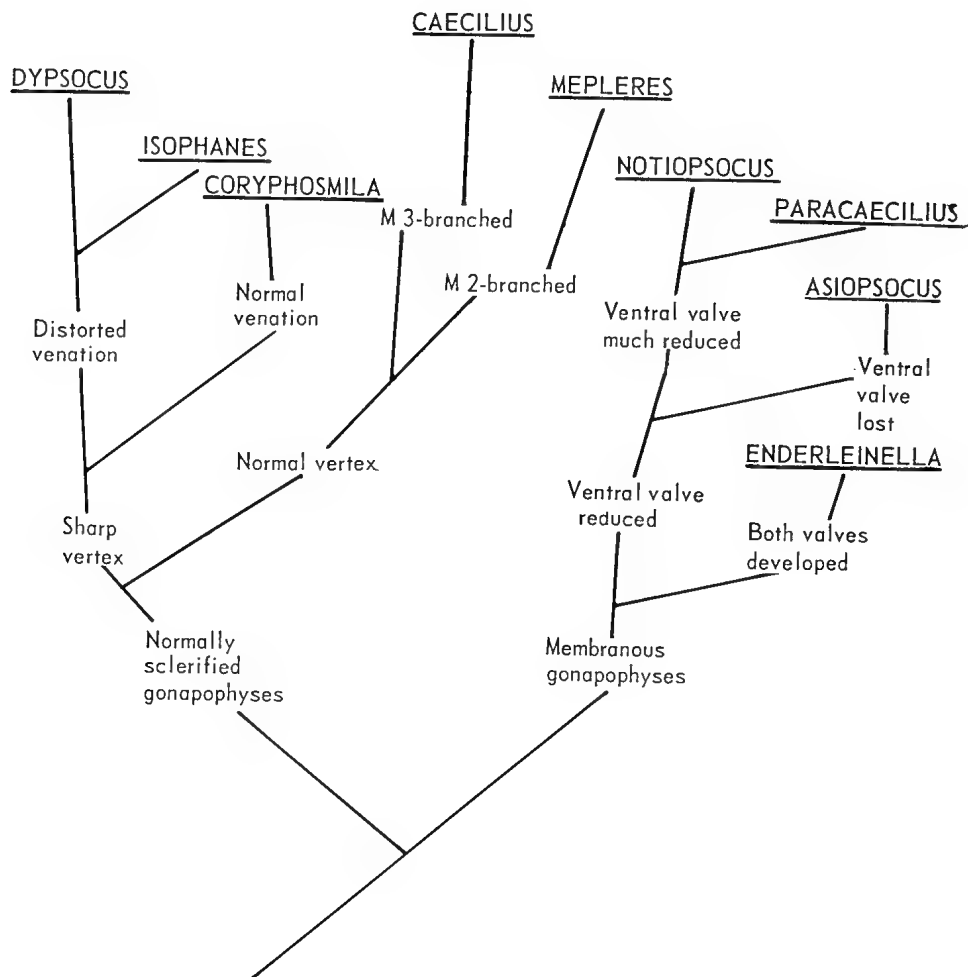 CAECILIUS
DYPSOCUS
MEPLERES
ISOPHANES
NOTIOPSOCUS
CORYPHOSMILA
PARACAECILIUS
M 3-branched
M 2-branched
ASIOPSOCUS
Normal
venation
Ventral valve
much reduced
Distorted
venation
Ventral
valve
lost
ENDERLEINELLA
Normal vertex
Ventral valve
reduced
Sharp
vertex
Both valves
developed
Normally
sclerified
gonapophyses
Membranous
gonapophyses